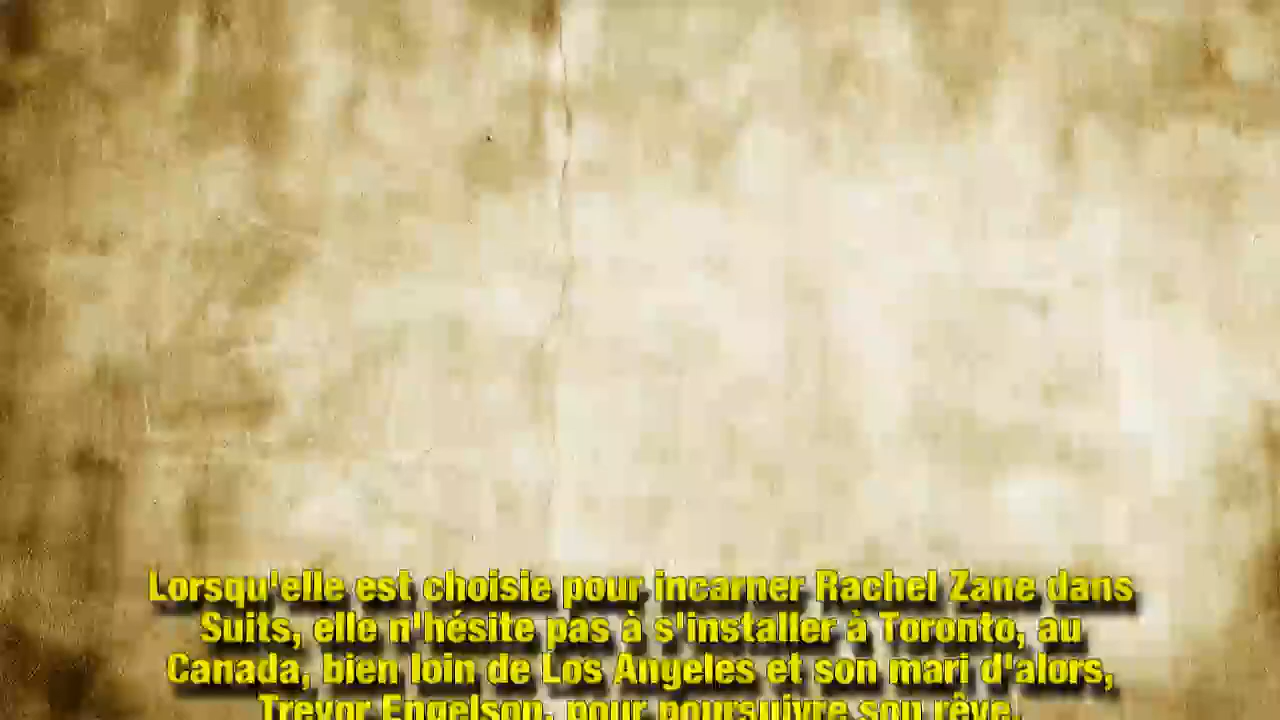 Lorsqu'elle est choisie pour incarner Rachel Zane dans
Suits, elle n'hésite pas à s'installer à Toronto, au
Canada, bien loin de Los Angeles et son mari d'alors,
Trevor Engelson, pour poursuivre son rêve.